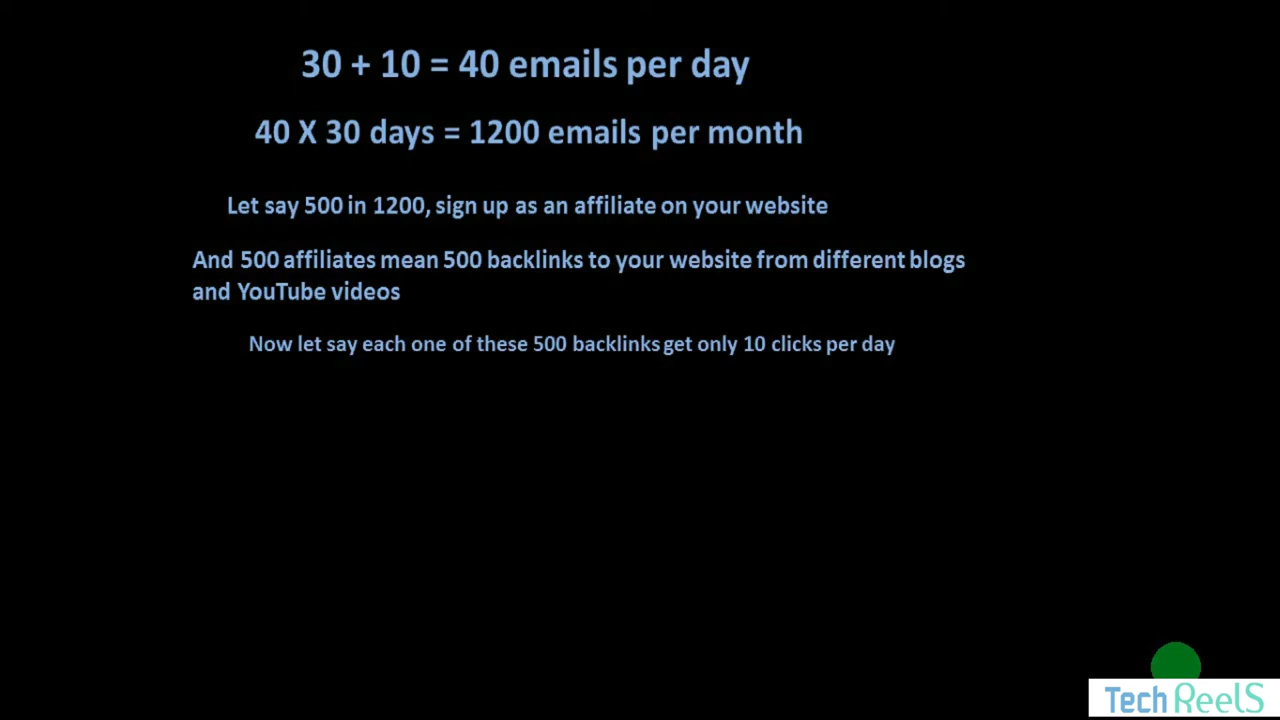 30 + 10 = 40 emails per day
40 X 30 days = 1200 emails per month
Let say 500 in 1200, sign up as an affiliate on your website
And 500 affiliates mean 500 backlinks to your website from different blogs
and YouTube videos
Now let say each one of these 500 backlinks get only 10 clicks per day
Tech ReelS